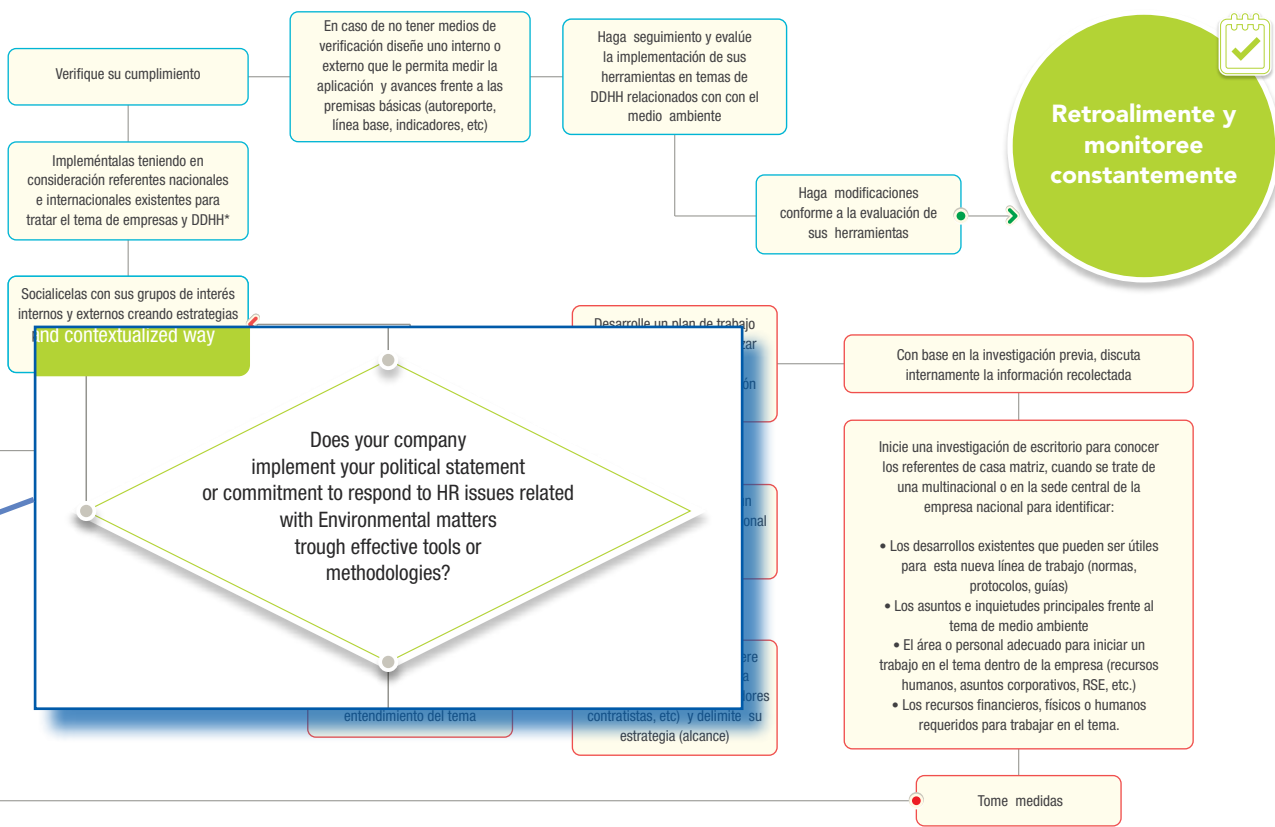 Verifique su cumplimiento
En caso de no tener medios de
verificación diseñe uno interno o
externo que le permita medir la
aplicación y avances frente a las
premisas básicas (autoreporte,
línea base, indicadores, etc)
Haga seguimiento y evalúe
la implementación de sus
herramientas en temas de
DDHH relacionados con con el
medio ambiente
Retroalimente y
monitoree
constantemente
Impleméntalas teniendo en
consideración referentes nacionales
e internacionales existentes para
tratar el tema de empresas y DDHH*
Haga modificaciones
conforme a la evaluación de
sus herramientas
Socialicelas con sus grupos de interés
internos y externos creando estrategias
and contextualized way
Does your company
implement your political statement
or commitment to respond to HR issues related
with Environmental matters
trough effective tools or
methodologies?
Desarrolle un plan de trabajo
contratistas, etc) y delimite su
estrategia (alcance)
entendimiento del tema
Con base en la investigación previa, discuta
internamente la información recolectada
Inicie una investigación de escritorio para conocer
los referentes de casa matriz, cuando se trate de
una multinacional o en la sede central de la
empresa nacional para identificar:
• Los desarrollos existentes que pueden ser útiles
para esta nueva línea de trabajo (normas,
protocolos, guías)
• Los asuntos e inquietudes principales frente al
tema de medio ambiente
• El área o personal adecuado para iniciar un
trabajo en el tema dentro de la empresa (recursos
humanos, asuntos corporativos, RSE, etc.)
• Los recursos financieros, físicos o humanos
requeridos para trabajar en el tema.
Tome medidas